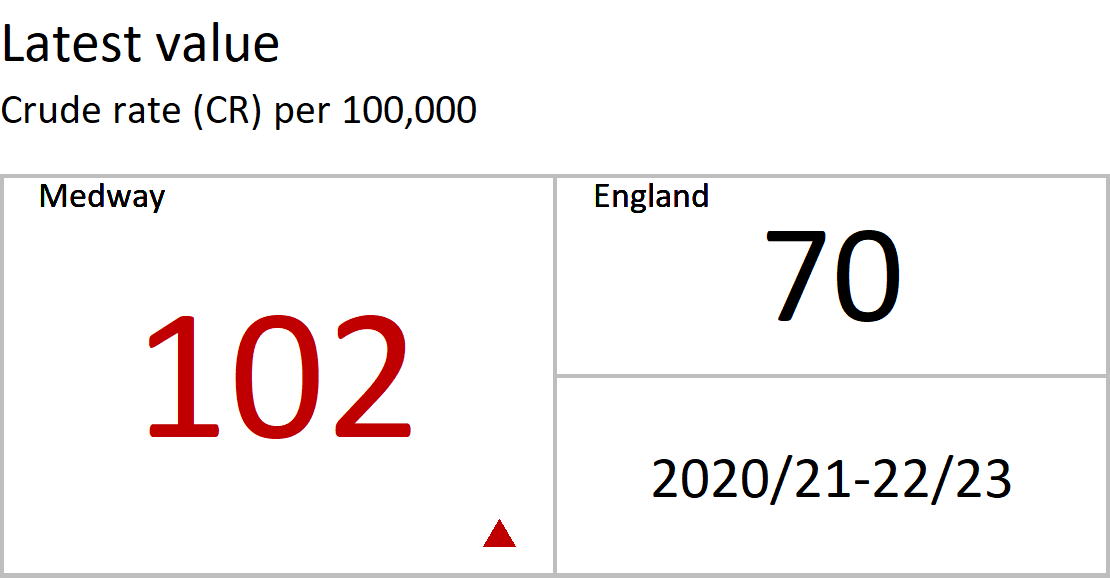 Latest value
Crude rate (CR) per 100,000
Medway
102
England
70
2020/21-22/23